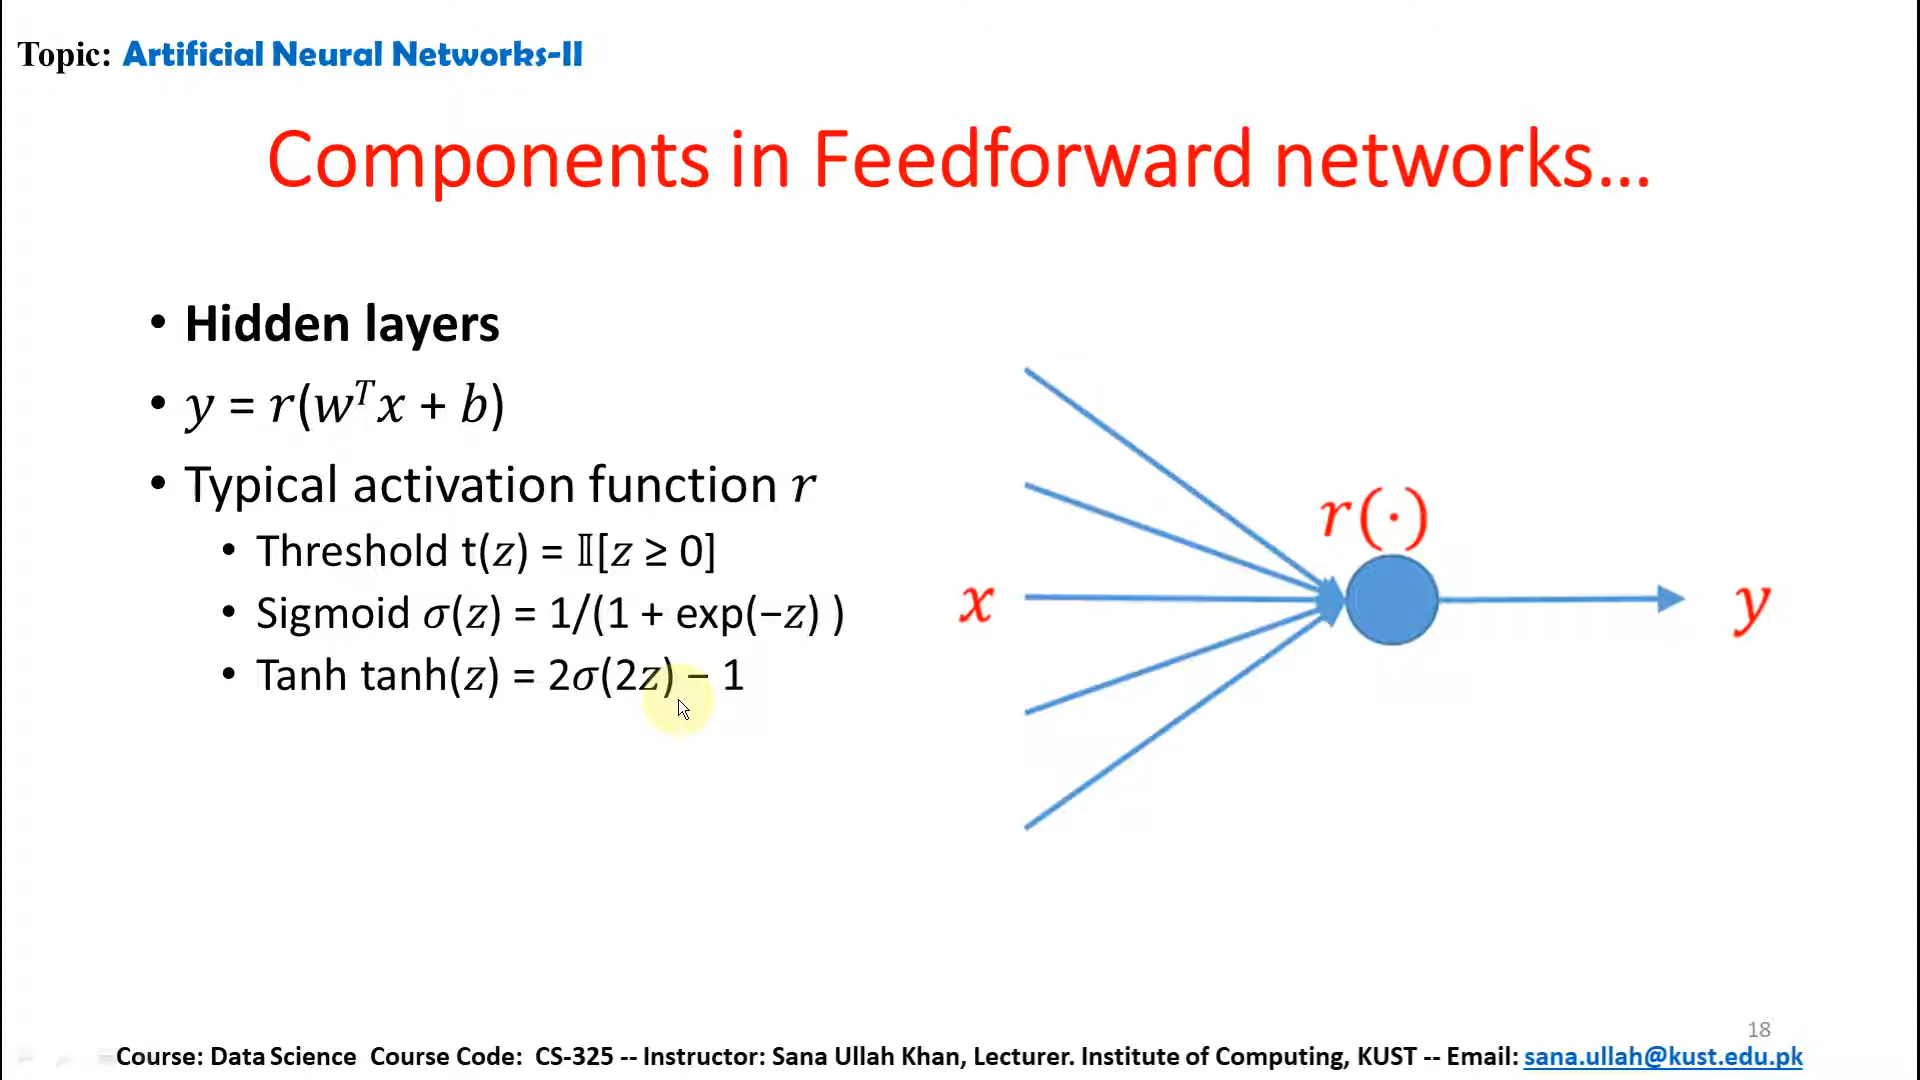 Topic: Artificial Neural Networks-II
Components in Feedforward networks...
• Hidden layers
• y = r(wᵀx + b)
• Typical activation function r
• Threshold t(z) = 𝕀[z ≥ 0]
• Sigmoid σ(z) = 1/(1 + exp(−z) )
• Tanh tanh(z) = 2σ(2z) − 1
r(·)
x
y
18
Course: Data Science Course Code: CS-325 -- Instructor: Sana Ullah Khan, Lecturer. Institute of Computing, KUST -- Email: sana.ullah@kust.edu.pk